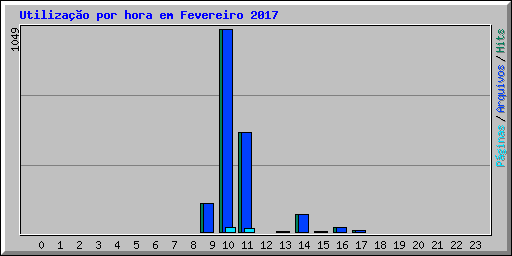 Utilização por hora em Fevereiro 2017
1049
Páginas / Arquivos / Hits
0 1 2 3 4 5 6 7 8 9 10 11 12 13 14 15 16 17 18 19 20 21 22 23